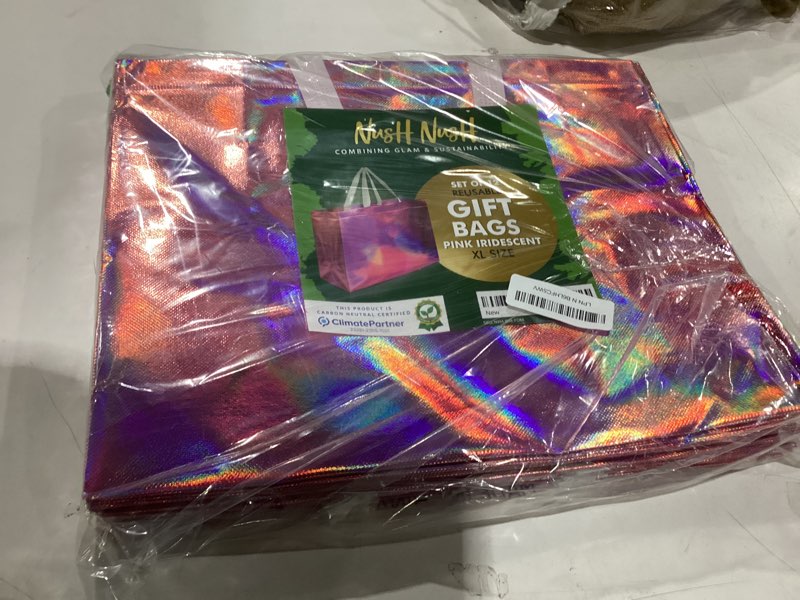 NusH NusH
COMBINING GLAM & SUSTAINABILITY
SET OF
REUSABLE
GIFT
BAGS
PINK IRIDESCENT
XL SIZE
THIS PRODUCT IS
CARBON NEUTRAL CERTIFIED
ClimatePartner
New